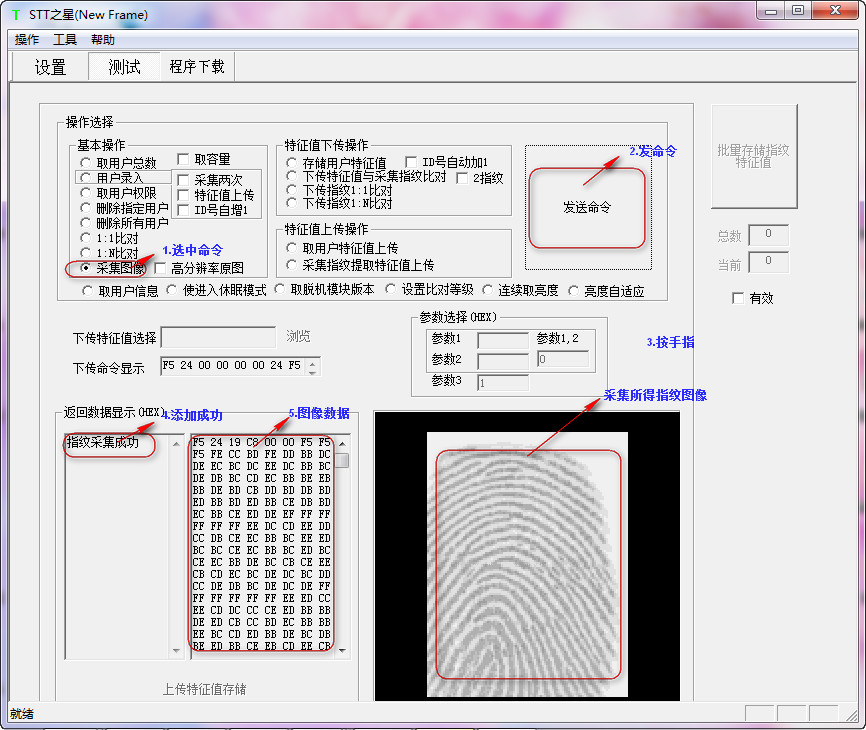 T STT之星(New Frame)
操作 工具 帮助
设置 测试 程序下载
操作选择
基本操作
取用户总数 取容量
用户录入 采集两次
取用户权限 特征值上传
删除指定用户 ID号自增1
删除所有用户
1:1比对
1:N比对
采集图像 高分辨率原图
1.选中命令
特征值下传操作
存储用户特征值 ID号自动加1
下传特征值与采集指纹比对 2指纹
下传指纹1:1比对
下传指纹1:N比对
特征值上传操作
取用户特征值上传
采集指纹提取特征值上传
2.发命令
发送命令
取用户信息 使进入休眠模式 取脱机模块版本 设置比对等级 连续取亮度 亮度自适应
批量存储指纹
特征值
总数 0
当前 0
有效
下传特征值选择 浏览
下传命令显示 F5 24 00 00 00 00 24 F5
参数选择(HEX)
参数1 参数1,2
参数2 0
参数3 1
3.按手指
返回数据显示(HEX)
4.添加成功
5.图像数据
采集所得指纹图像
指纹采集成功
F5 24 19 C8 00 00 F5 F5
F5 FE CC BD FE DD BB DC
DE EC BC DC EE DC BB BC
DE DB BC CD EC BB BE EB
BB DE BD CB DD BB ED DB
ED BB BD ED BB CE DB BD
EC BB CE BE ED DE EF FF
FF FF FF EE DC CD EE DD
CC DB CE EC BB BC EE ED
BC BC CE EC BE BC ED BC
CE EC BB DE BC CE ED EE
CB CD EC BC DE DC BC DD
CC DE DB BC DE DC DE FF
FF FF FF FF EE ED CC
EE CD DC CC CE ED BB BB
DE ED CB CE DD BC BB BB
EE BC CD ED BB DE BC DB
BE ED BB CE EB CD EE CB
上传特征值存储
就绪